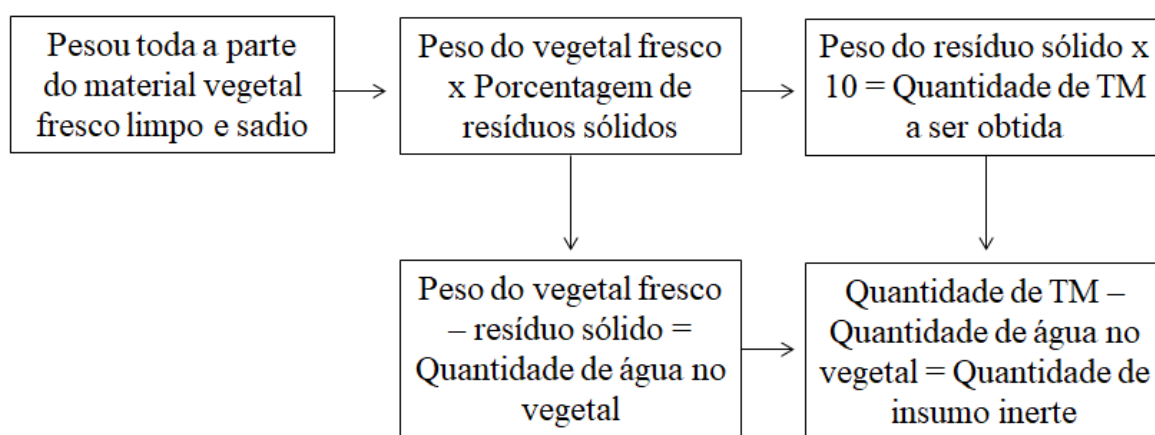 Pesou toda a parte
do material vegetal
fresco limpo e sadio
Peso do vegetal fresco
x Porcentagem de
resíduos sólidos
Peso do resíduo sólido x
10 = Quantidade de TM
a ser obtida
Peso do vegetal fresco
– resíduo sólido =
Quantidade de água no
vegetal
Quantidade de TM –
Quantidade de água no
vegetal = Quantidade de
insumo inerte